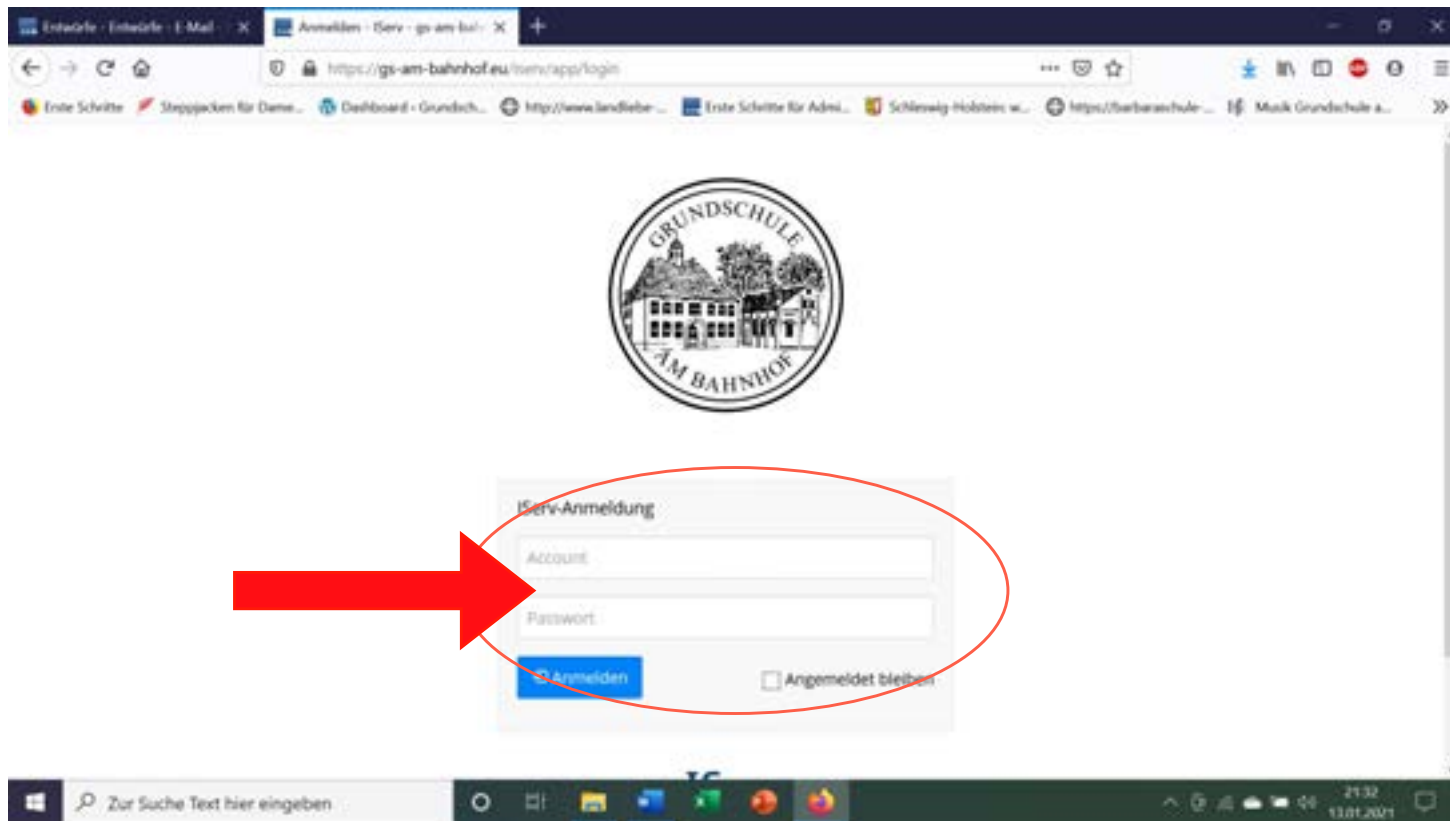 Entwürfe - Entwürfe - E-Mail
Anmelden - IServ - gs-am-bah
https://gs-am-bahnhof.eu/iserv/app/login
Erste Schritte
Steppjacken für Dame...
Dashboard ‹ Grundsch...
http://www.landliebe-...
Erste Schritte für Admi...
Schleswig-Holstein: w...
https://barbaraschule-...
Musik Grundschule a...
GRUNDSCHULE
AM BAHNHOF
IServ-Anmeldung
Account
Passwort
Anmelden
Angemeldet bleiben
Zur Suche Text hier eingeben
21:32
13.01.2021